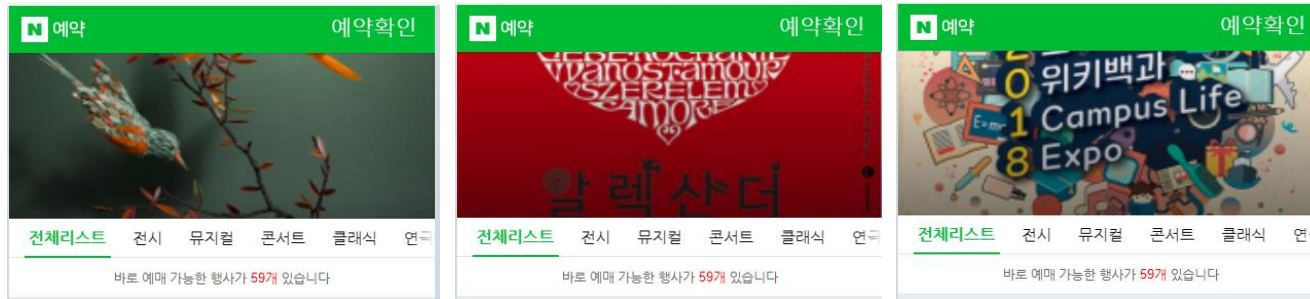 N 예약 예약확인
전체리스트 전시 뮤지컬 콘서트 클래식
바로 예매 가능한 행사가 59개 있습니다
N 예약 예약확인
SZERELEM
AMORE
알렉산더
전체리스트 전시 뮤지컬 콘서트 클래식
바로 예매 가능한 행사가 59개 있습니다
N 예약 예약확인
2018
위키백과
Campus Life
Expo
전체리스트 전시 뮤지컬 콘서트 클래식
바로 예매 가능한 행사가 59개 있습니다